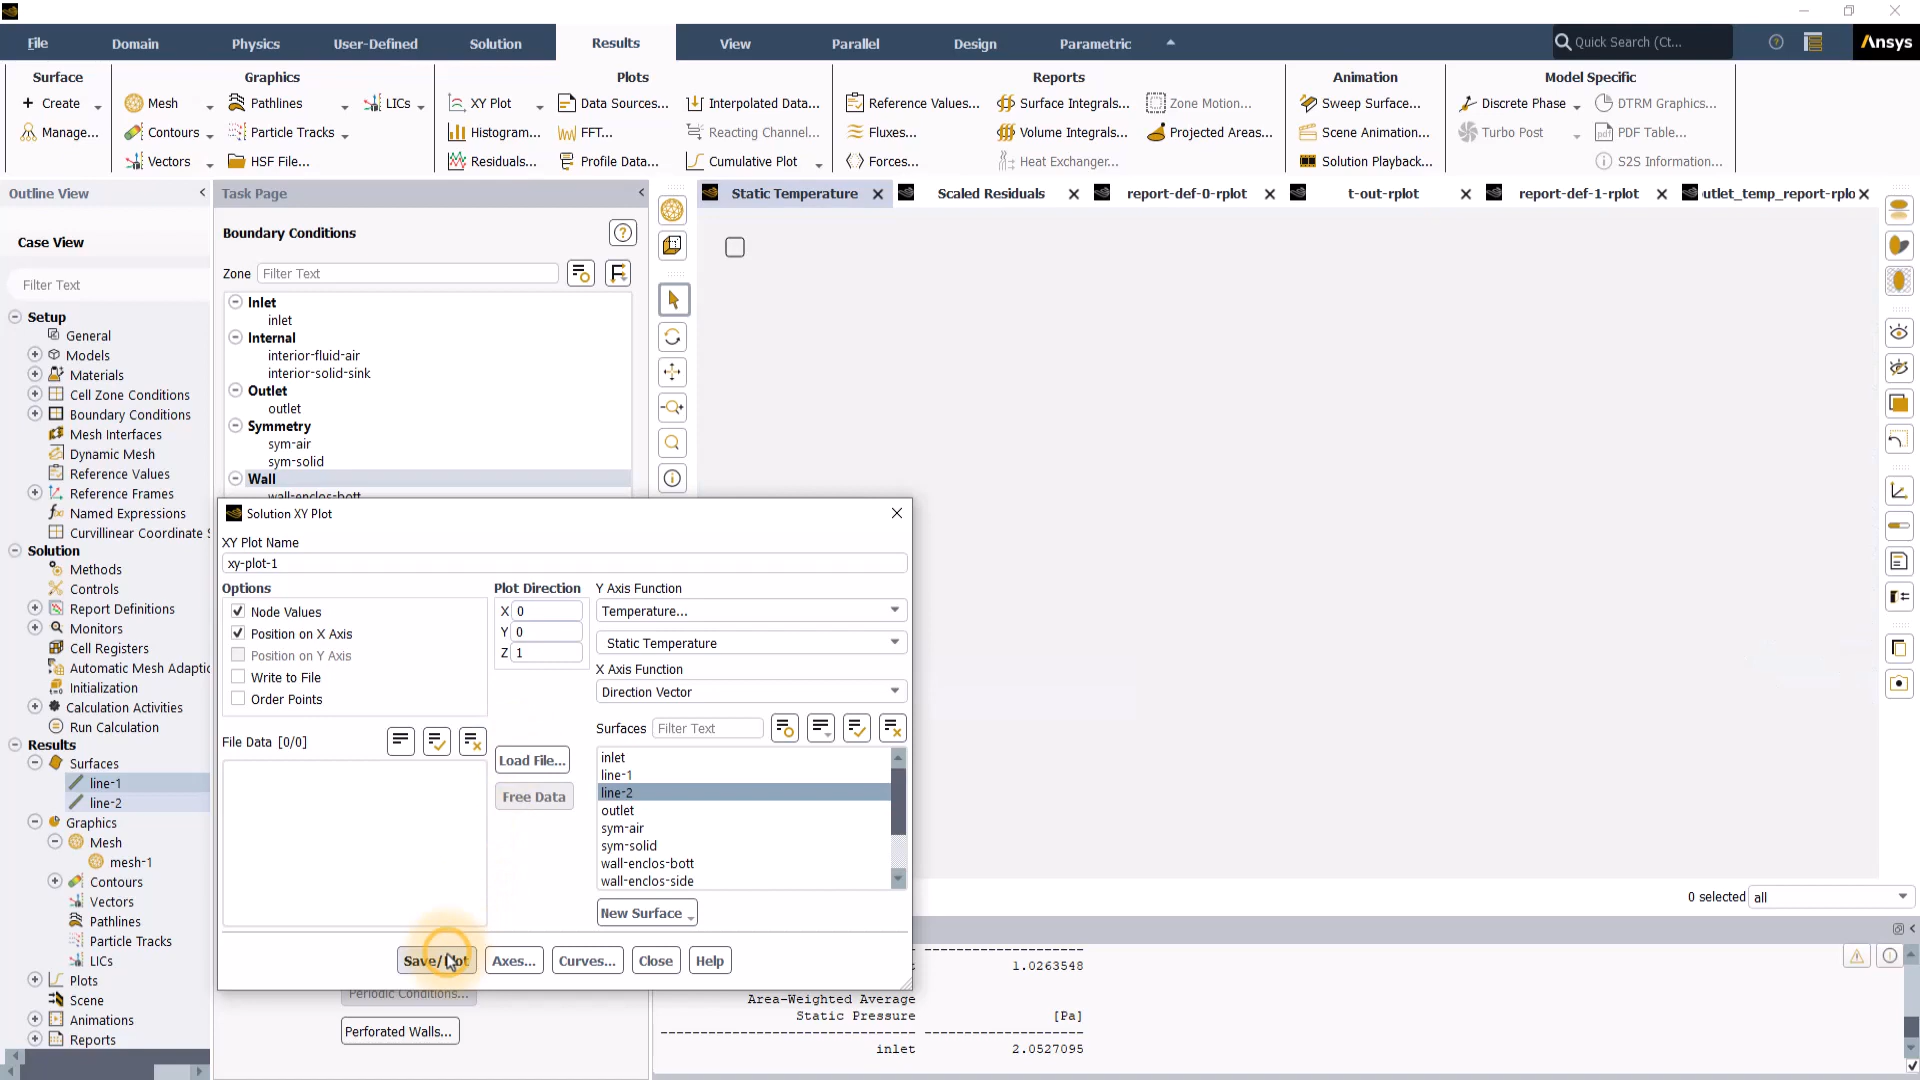 File
Domain
Physics
User-Defined
Solution
Results
View
Parallel
Design
Parametric
Quick Search (Ct...
Ansys
Surface
Graphics
Plots
Reports
Animation
Model Specific
+ Create
Mesh
Pathlines
LICs
XY Plot
Data Sources...
Interpolated Data...
Reference Values...
Surface Integrals...
Zone Motion...
Sweep Surface...
Discrete Phase
DTRM Graphics...
Manage...
Contours
Particle Tracks
Histogram...
FFT...
Reacting Channel...
Fluxes...
Volume Integrals...
Projected Areas...
Scene Animation...
Turbo Post
PDF Table...
Vectors
HSF File...
Residuals...
Profile Data...
Cumulative Plot
Forces...
Heat Exchanger...
Solution Playback...
S2S Information...
Outline View
Task Page
Static Temperature
Scaled Residuals
report-def-0-rplot
t-out-rplot
report-def-1-rplot
utlet_temp_report-rplo
Case View
Filter Text
Setup
General
Models
Materials
Cell Zone Conditions
Boundary Conditions
Mesh Interfaces
Dynamic Mesh
Reference Values
Reference Frames
Named Expressions
Curvillinear Coordinate S
Solution
Methods
Controls
Report Definitions
Monitors
Cell Registers
Automatic Mesh Adaptio
Initialization
Calculation Activities
Run Calculation
Results
Surfaces
line-1
line-2
Graphics
Mesh
mesh-1
Contours
Vectors
Pathlines
Particle Tracks
LICs
Plots
Scene
Animations
Reports
Boundary Conditions
Zone
Filter Text
Inlet
inlet
Internal
interior-fluid-air
interior-solid-sink
Outlet
outlet
Symmetry
sym-air
sym-solid
Wall
wall-enclos-bott
Solution XY Plot
XY Plot Name
xy-plot-1
Options
Node Values
Position on X Axis
Position on Y Axis
Write to File
Order Points
Plot Direction
X 0
Y 0
Z 1
Y Axis Function
Temperature...
Static Temperature
X Axis Function
Direction Vector
File Data [0/0]
Load File...
Free Data
Surfaces
Filter Text
inlet
line-1
line-2
outlet
sym-air
sym-solid
wall-enclos-bott
wall-enclos-side
New Surface
Save/Plot
Axes...
Curves...
Close
Help
Periodic Conditions...
Perforated Walls...
0 selected
all
--------------------
t 1.0263548
Area-Weighted Average
Static Pressure [Pa]
-------------------------------- --------------------
inlet 2.0527095